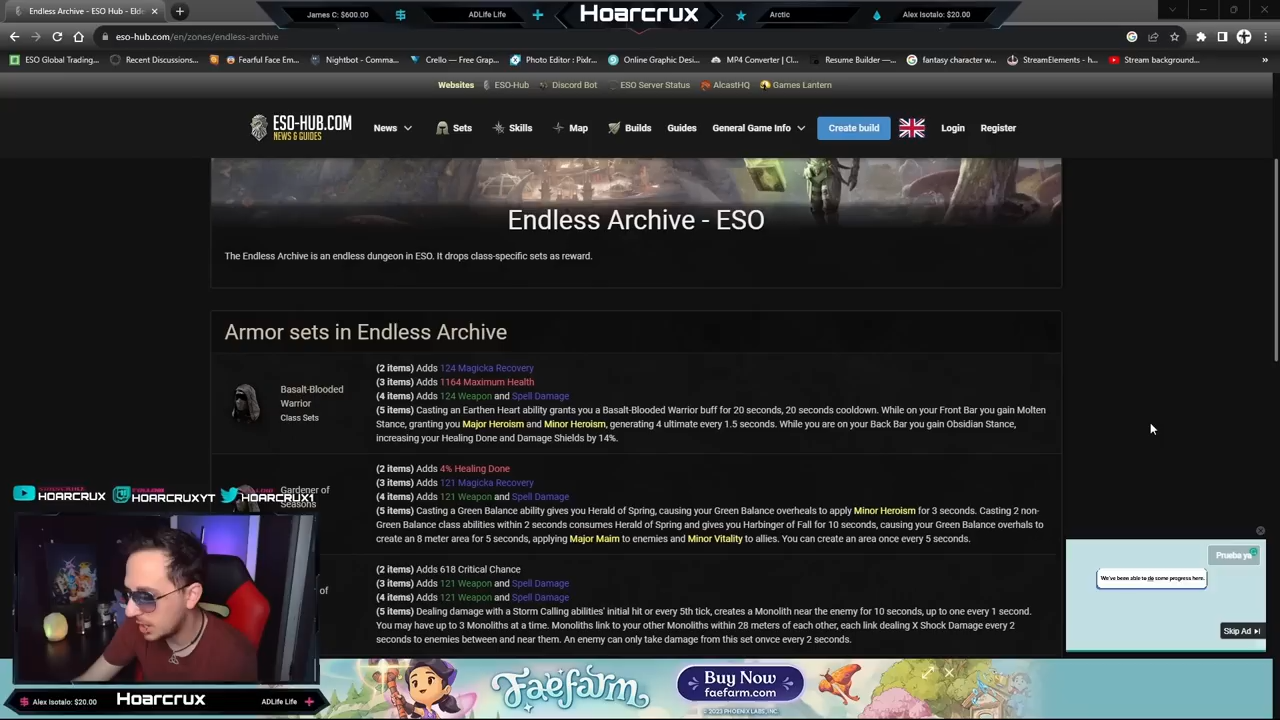 James C: $600.00
ADLife Life
Hoarcrux
Arctic
Alex Isotalo: $20.00
Endless Archive - ESO Hub - Eld
eso-hub.com/en/zones/endless-archive
ESO Global Trading...
Recent Discussions...
Fearful Face Em...
Nightbot - Comma...
Crello — Free Grap...
Photo Editor : Pixlr...
Online Graphic Desi...
MP4 Converter | Cl...
Resume Builder —...
fantasy character w...
StreamElements - h...
Stream background...
Websites
ESO-Hub
Discord Bot
ESO Server Status
AlcastHQ
Games Lantern
ESO-HUB.COM
NEWS & GUIDES
News
Sets
Skills
Map
Builds
Guides
General Game Info
Create build
Login
Register
Endless Archive - ESO
The Endless Archive is an endless dungeon in ESO. It drops class-specific sets as reward.
Armor sets in Endless Archive
Basalt-Blooded
Warrior
Class Sets
(2 items) Adds 124 Magicka Recovery
(3 items) Adds 1164 Maximum Health
(4 items) Adds 124 Weapon and Spell Damage
(5 items) Casting an Earthen Heart ability grants you a Basalt-Blooded Warrior buff for 20 seconds, 20 seconds cooldown. While on your Front Bar you gain Molten
Stance, granting you Major Heroism and Minor Heroism, generating 4 ultimate every 1.5 seconds. While you are on your Back Bar you gain Obsidian Stance,
increasing your Healing Done and Damage Shields by 14%.
Gardener of
Seasons
(2 items) Adds 4% Healing Done
(3 items) Adds 121 Magicka Recovery
(4 items) Adds 121 Weapon and Spell Damage
(5 items) Casting a Green Balance ability gives you Herald of Spring, causing your Green Balance overheals to apply Minor Heroism for 3 seconds. Casting 2 non-
Green Balance class abilities within 2 seconds consumes Herald of Spring and gives you Harbinger of Fall for 10 seconds, causing your Green Balance overhals to
create an 8 meter area for 5 seconds, applying Major Maim to enemies and Minor Vitality to allies. You can create an area once every 5 seconds.
of
(2 items) Adds 618 Critical Chance
(3 items) Adds 121 Weapon and Spell Damage
(4 items) Adds 121 Weapon and Spell Damage
(5 items) Dealing damage with a Storm Calling abilities' initial hit or every 5th tick, creates a Monolith near the enemy for 10 seconds, up to one every 1 second.
You may have up to 3 Monoliths at a time. Monoliths link to your other Monoliths within 28 meters of each other, each link dealing X Shock Damage every 2
seconds to enemies between and near them. An enemy can only take damage from this set onvce every 2 seconds.
HOARCRUX
HOARCRUXYT
HOARCRUX1
Prueba ya
We've been able to do some progress here.
Skip Ad
Faefarm
Buy Now
faefarm.com
Alex Isotalo: $20.00
Hoarcrux
ADLife Life